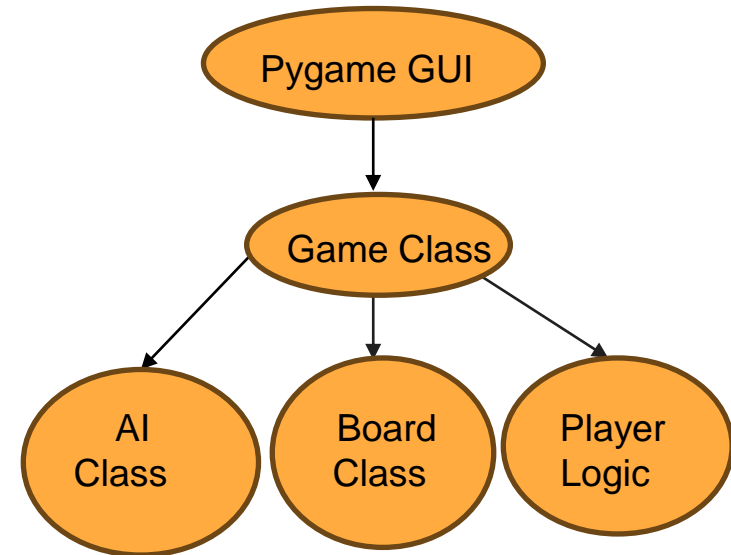 Pygame GUI
Game Class
AI
Class
Board
Class
Player
Logic